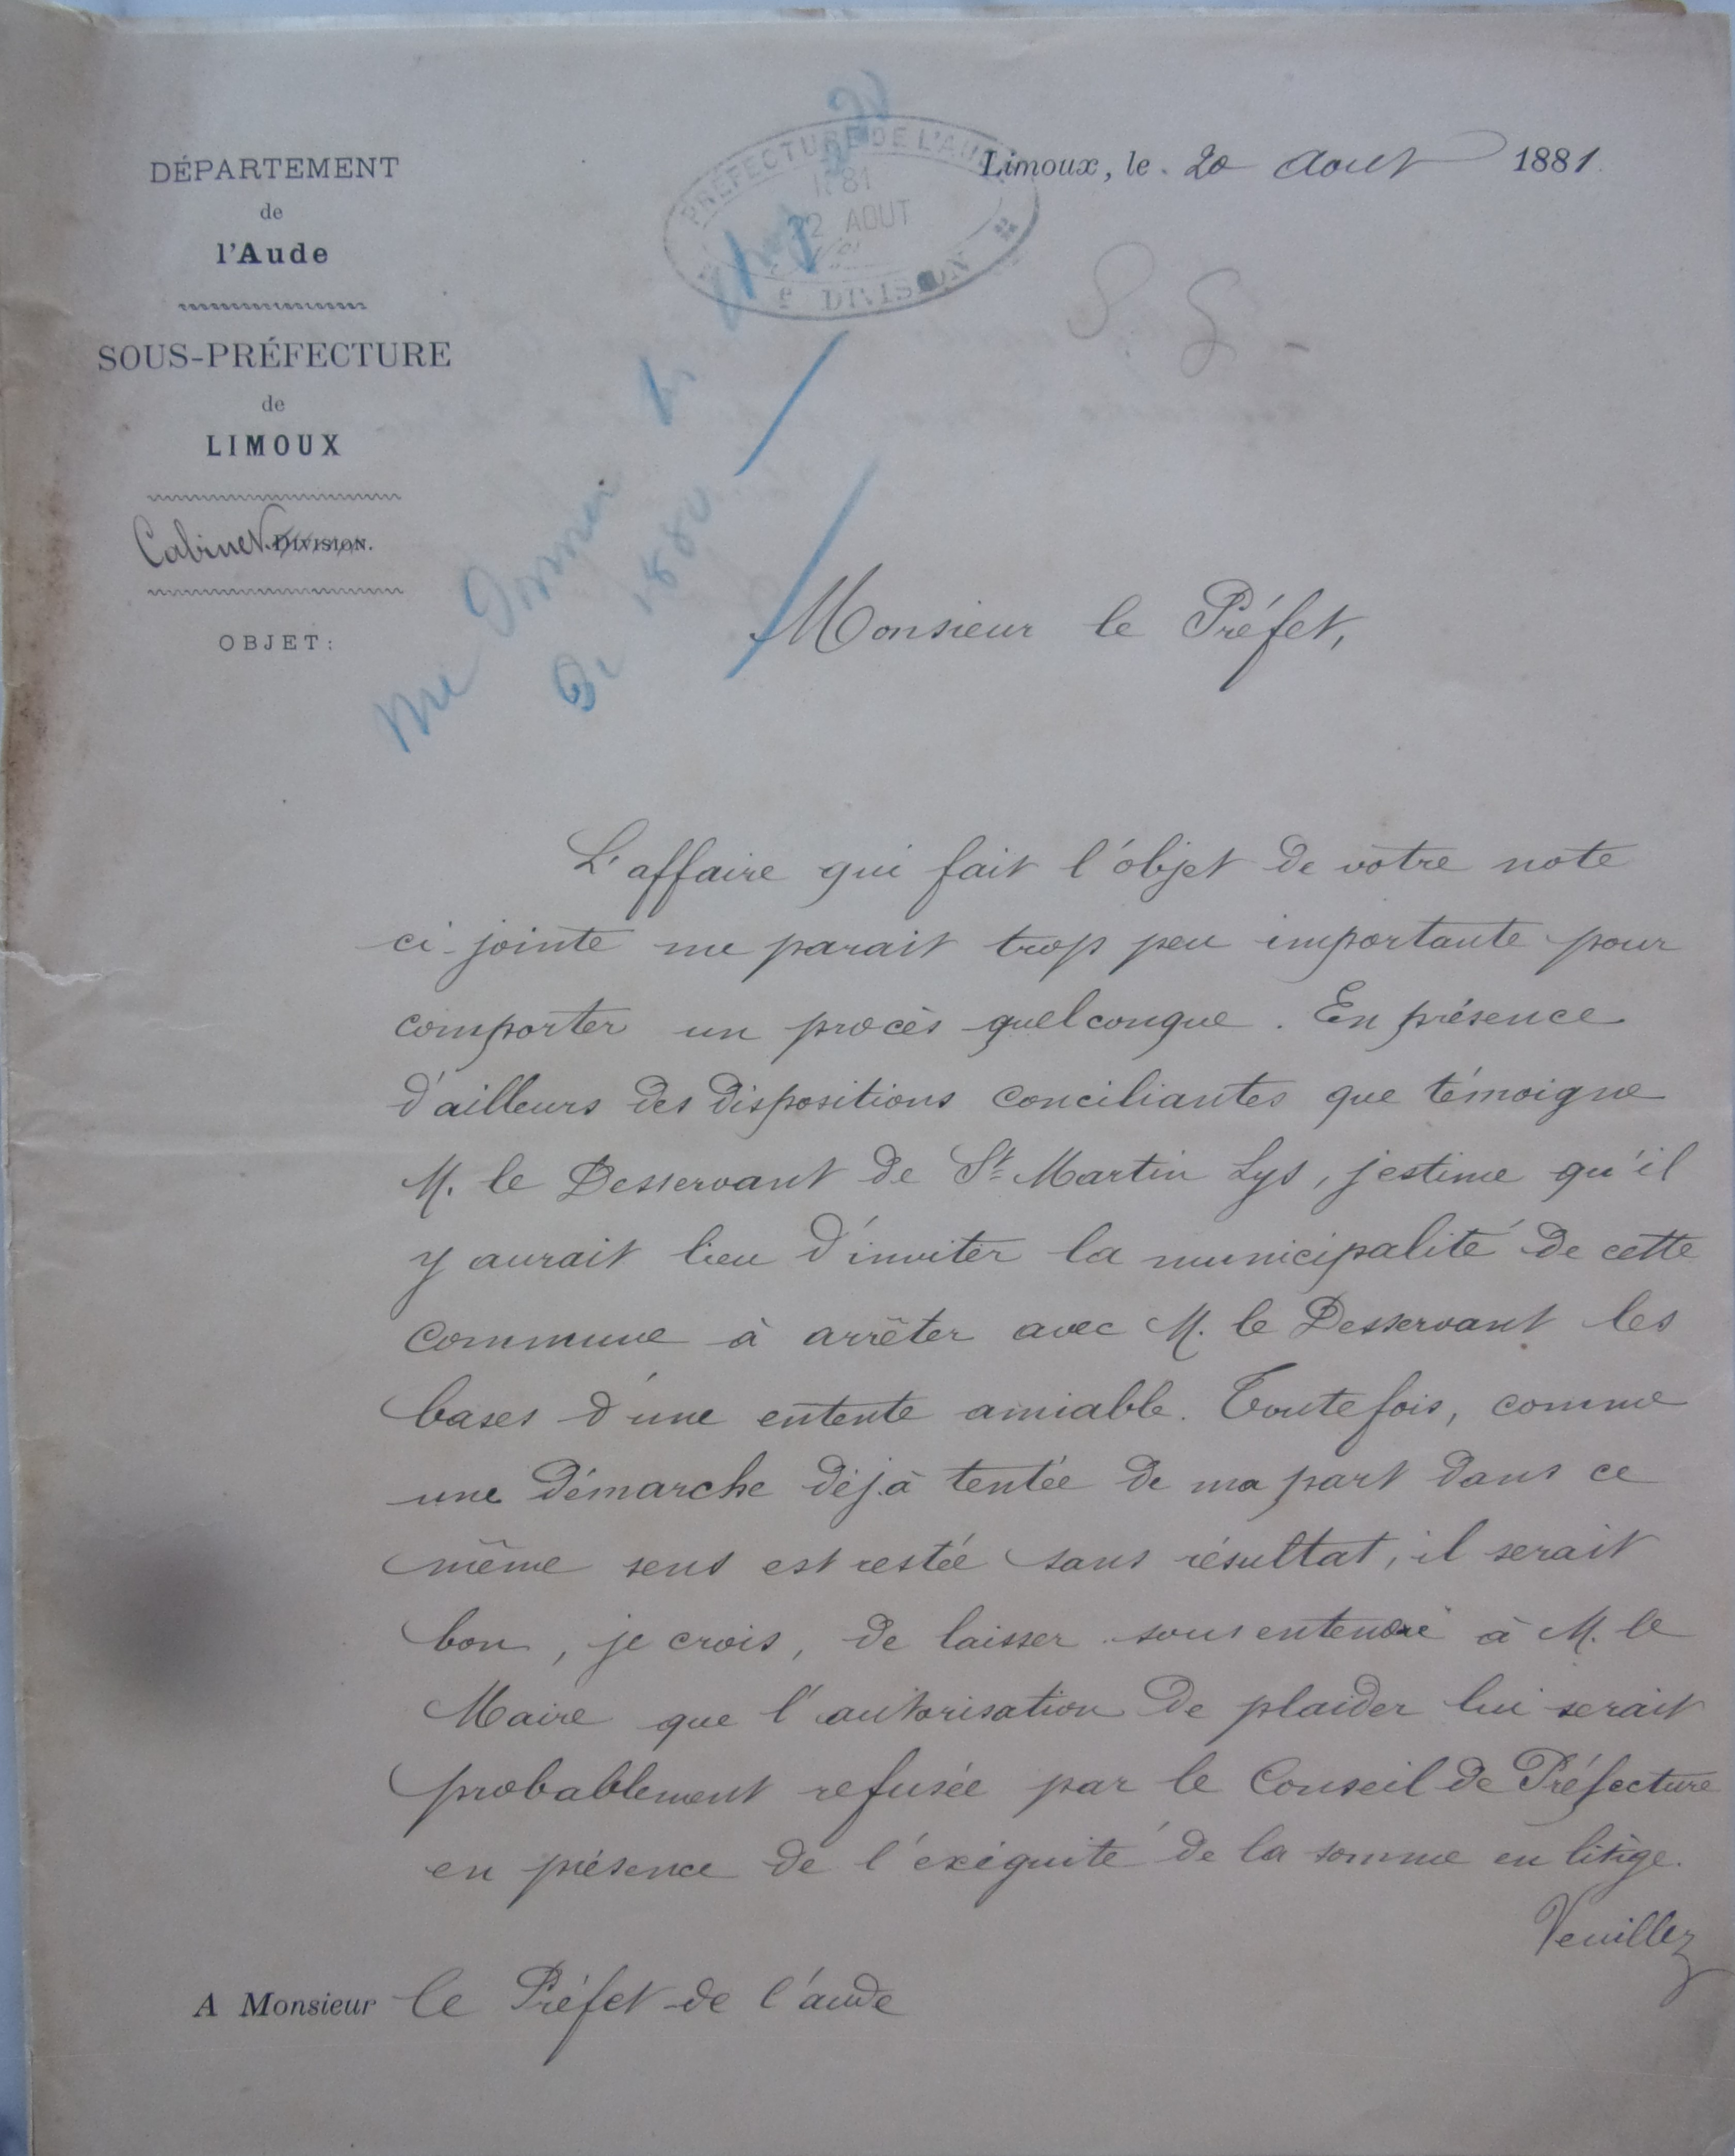 DÉPARTEMENT
de
l'Aude
SOUS-PRÉFECTURE
de
LIMOUX
Cabinet. DIVISION.
OBJET:
PRÉFECTURE DE L'AUDE
1881
22 AOUT
e DIVISION
Limoux, le 20 Aout 1881.
S. G. -
me Donner le
De 1880
Monsieur le Préfet,
L'affaire qui fait l'objet de votre note
ci-jointe me parait trop peu importante pour
comporter un procès quelconque. En présence
d'ailleurs des dispositions conciliantes que témoigne
M. le Desservant de St Martin Lys, j'estime qu'il
y aurait lieu d'inviter la municipalité de cette
commune à arrêter avec M. le Desservant les
bases d'une entente amiable. Toutefois, comme
une démarche déjà tentée de ma part dans ce
même sens est restée sans résultat, il serait
bon, je crois, de laisser sous entendre à M. le
Maire que l'autorisation de plaider lui serait
probablement refusée par le Conseil de Préfecture
en présence de l'exiguité de la somme en litige.
Veuillez
A Monsieur le Préfet de l'aude